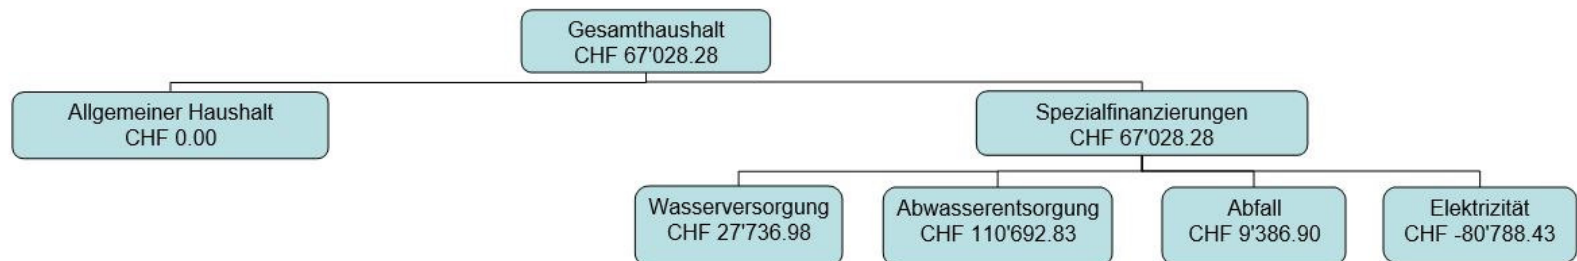 Gesamthaushalt
CHF 67'028.28
Allgemeiner Haushalt
CHF 0.00
Spezialfinanzierungen
CHF 67'028.28
Wasserversorgung
CHF 27'736.98
Abwasserentsorgung
CHF 110'692.83
Abfall
CHF 9'386.90
Elektrizität
CHF -80'788.43